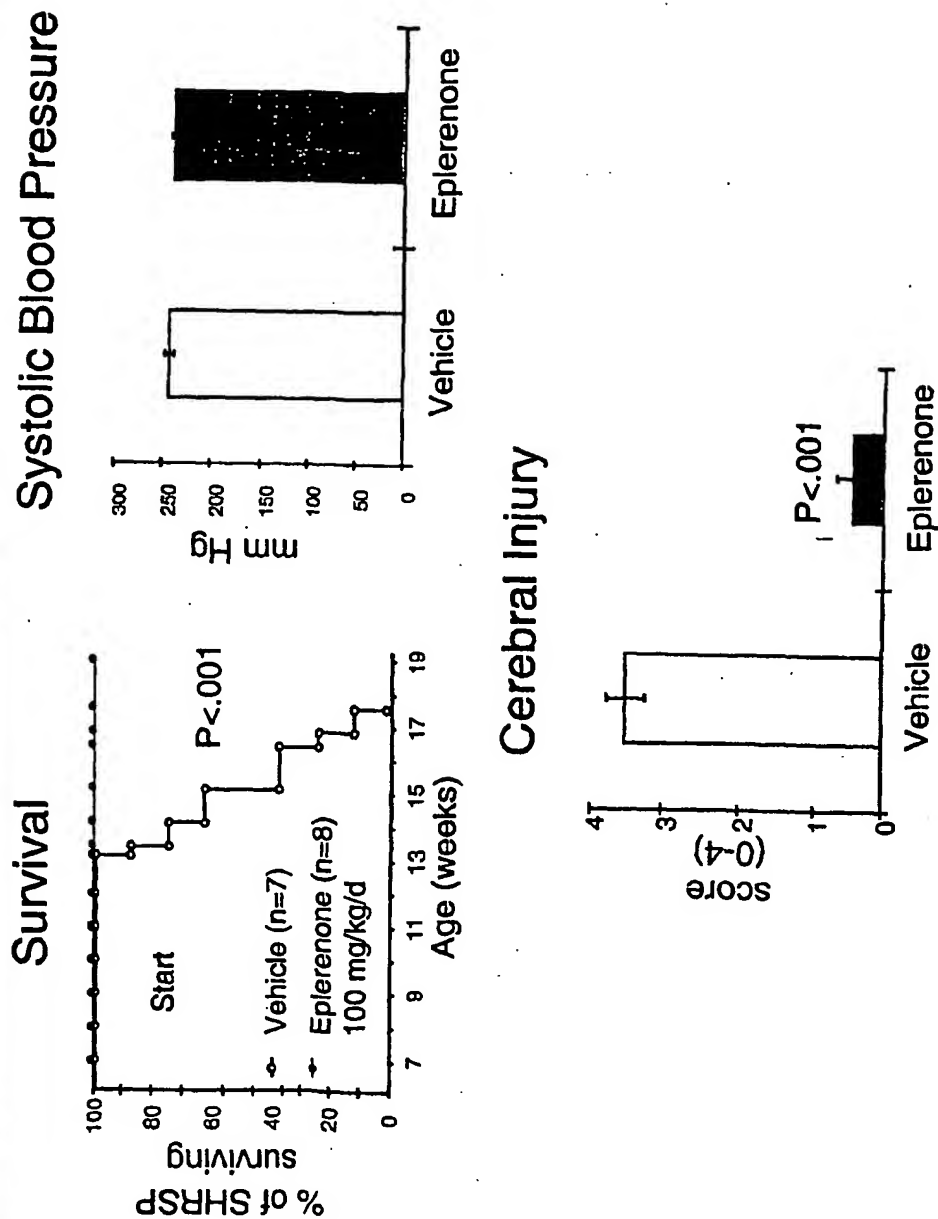 Survival
% of SHRSP
surviving
100
80
60
40
20
0
Start
P<.001
Vehicle (n=7)
Eplerenone (n=8)
100 mg/kg/d
7
9
11
13
15
17
19
Age (weeks)
Systolic Blood Pressure
mm Hg
300
250
200
150
100
50
0
Vehicle
Eplerenone
Cerebral Injury
score
(0-4)
4
3
2
1
0
P<.001
Vehicle
Eplerenone